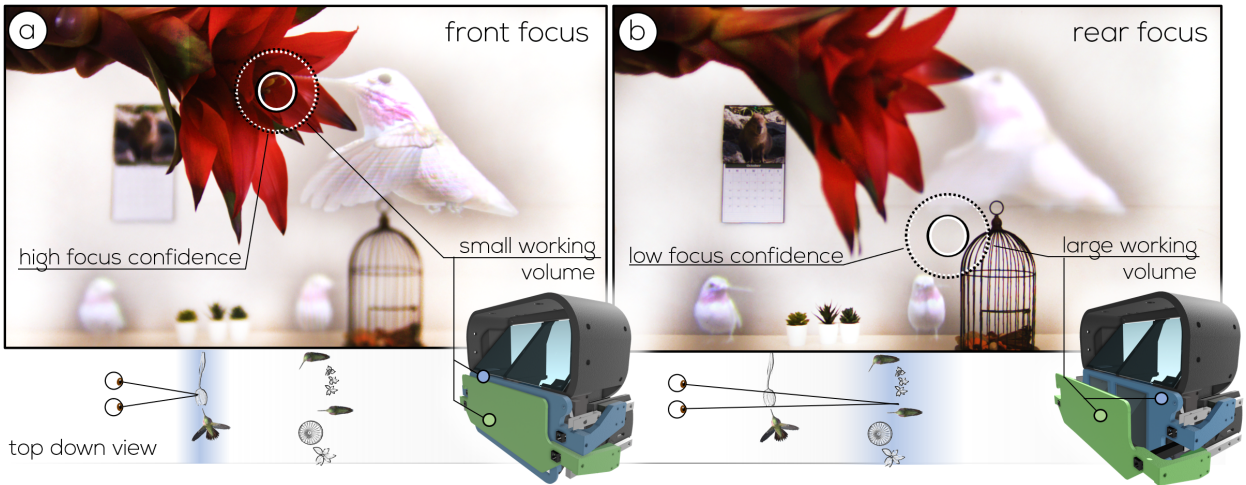 a
front focus
high focus confidence
small working
volume
top down view
b
rear focus
low focus confidence
large working
volume